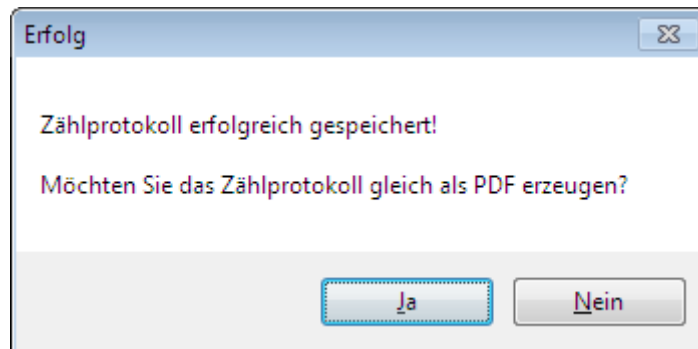 Erfolg
Zählprotokoll erfolgreich gespeichert!
Möchten Sie das Zählprotokoll gleich als PDF erzeugen?
Ja
Nein